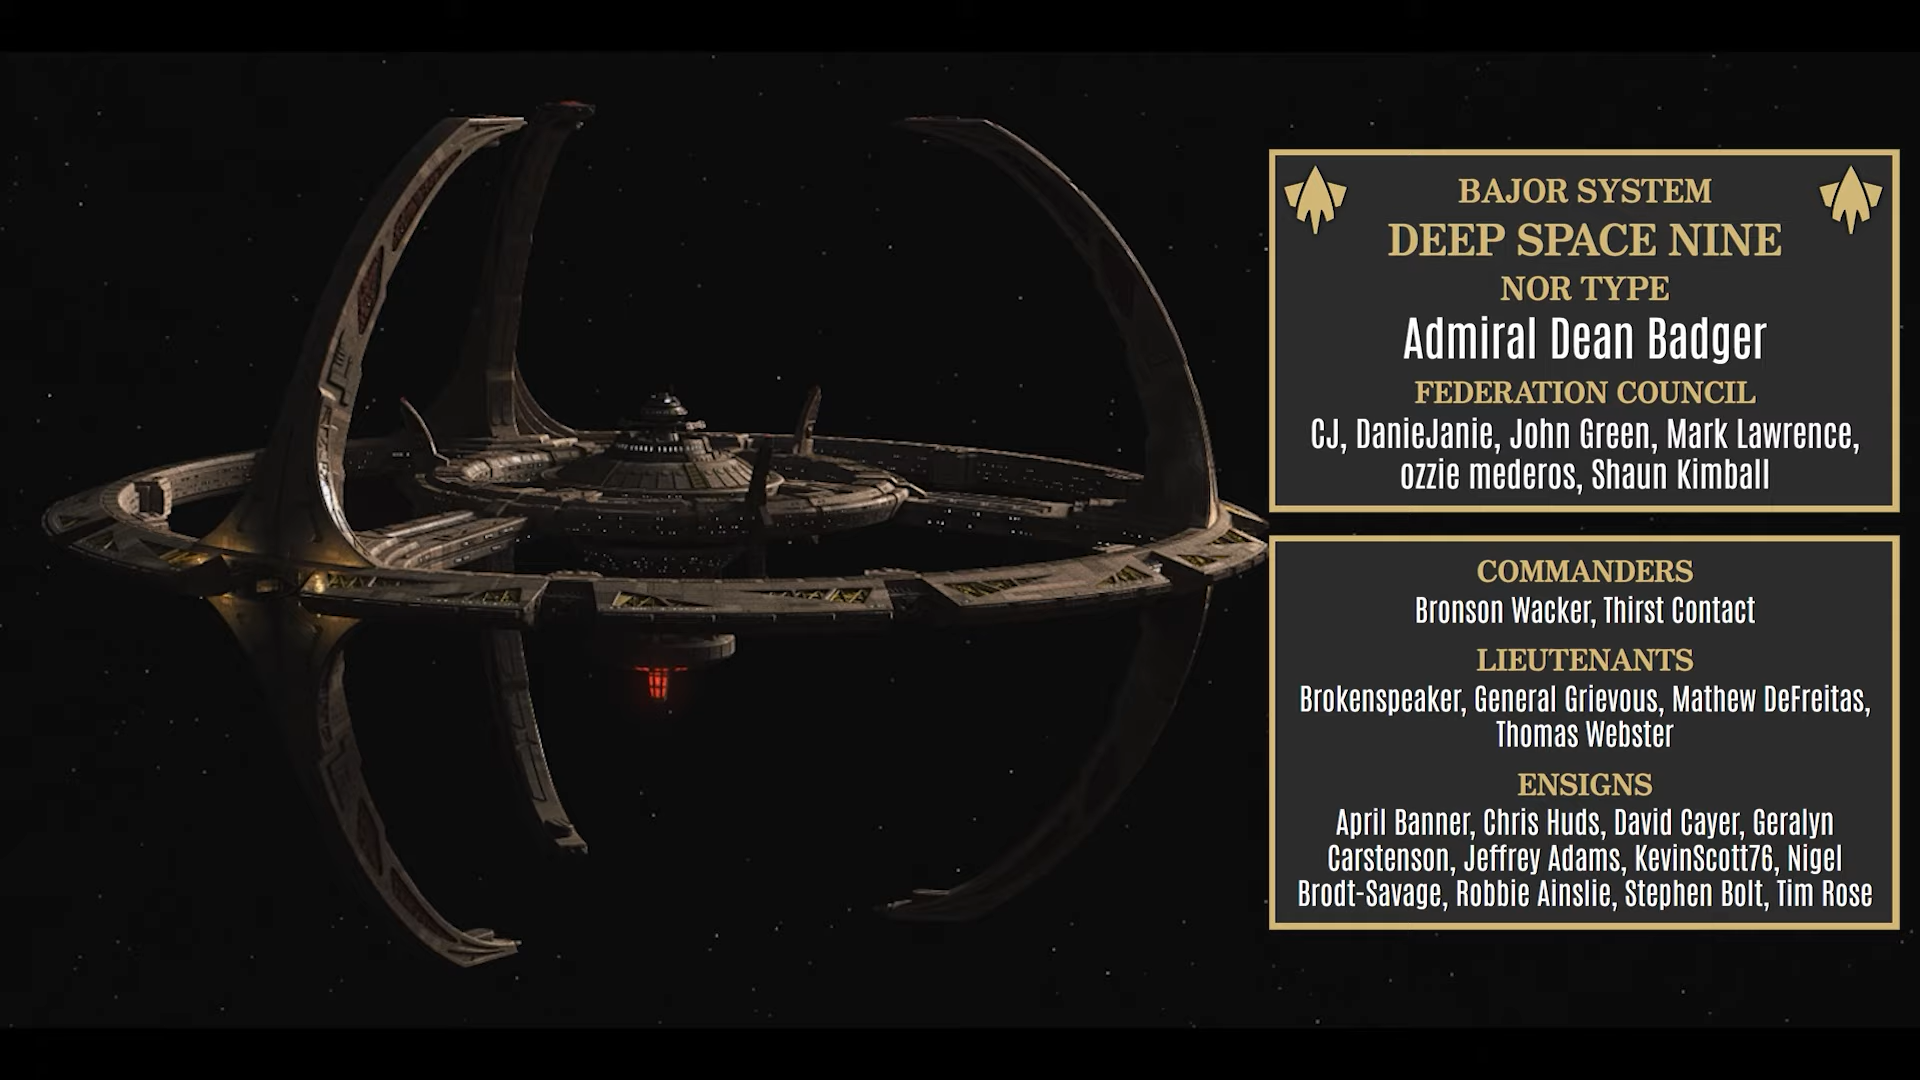 BAJOR SYSTEM
DEEP SPACE NINE
NOR TYPE
Admiral Dean Badger
FEDERATION COUNCIL
CJ, DanieJanie, John Green, Mark Lawrence,
ozzie mederos, Shaun Kimball
COMMANDERS
Bronson Wacker, Thirst Contact
LIEUTENANTS
Brokenspeaker, General Grievous, Mathew DeFreitas,
Thomas Webster
ENSIGNS
April Banner, Chris Huds, David Cayer, Geralyn
Carstenson, Jeffrey Adams, KevinScott76, Nigel
Brodt-Savage, Robbie Ainslie, Stephen Bolt, Tim Rose